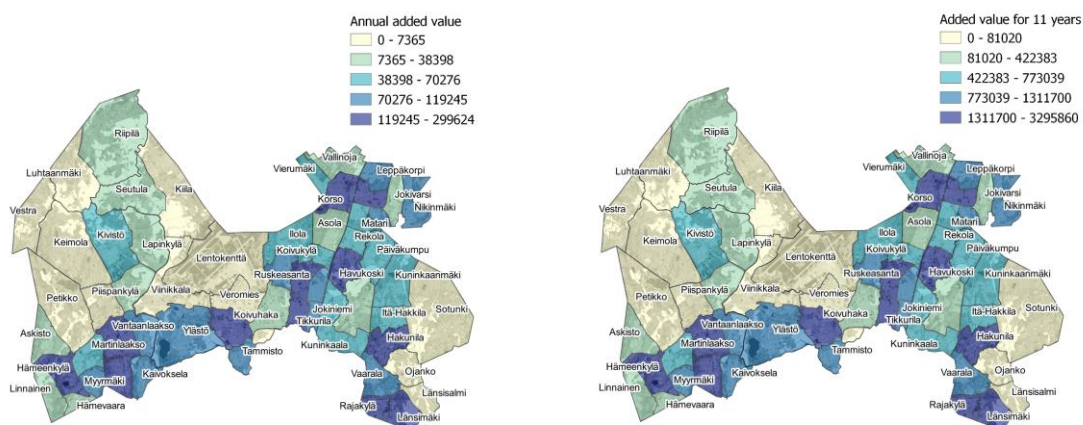 Annual added value
0 - 7365
7365 - 38398
38398 - 70276
70276 - 119245
119245 - 299624
Riipilä
Luhtaanmäki
Seutula
Kiila
Vestra
Keimola
Kivistö
Lapinkylä
Lentokenttä
Petikko
Piispankylä
Viinikkala
Veromies
Askisto
Vantaanlaakso
Ylästö
Koivuhaka
Martinlaakso
Hämeenkylä
Myyrmäki
Kaivoksela
Tammisto
Linnainen
Hämevaara
Vallinoja
Vierumäki
Leppäkorpi
Korso
Jokivarsi
Nikinmäki
Asola
Matari
Ilola
Rekola
Koivukylä
Päiväkumpu
Ruskeasanta
Havukoski
Kuninkaanmäki
Jokiniemi
Itä-Hakkila
Sotunki
Tikkurila
Kuninkaala
Hakunila
Vaarala
Ojanko
Länsisalmi
Rajakylä
Länsimäki
Added value for 11 years
0 - 81020
81020 - 422383
422383 - 773039
773039 - 1311700
1311700 - 3295860
Riipilä
Luhtaanmäki
Seutula
Kiila
Vestra
Keimola
Kivistö
Lapinkylä
Lentokenttä
Petikko
Piispankylä
Viinikkala
Veromies
Askisto
Vantaanlaakso
Ylästö
Koivuhaka
Martinlaakso
Hämeenkylä
Myyrmäki
Kaivoksela
Tammisto
Linnainen
Hämevaara
Vallinoja
Vierumäki
Leppäkorpi
Korso
Jokivarsi
Nikinmäki
Asola
Matari
Ilola
Rekola
Koivukylä
Päiväkumpu
Ruskeasanta
Havukoski
Kuninkaanmäki
Jokiniemi
Itä-Hakkila
Sotunki
Tikkurila
Kuninkaala
Hakunila
Vaarala
Ojanko
Länsisalmi
Rajakylä
Länsimäki